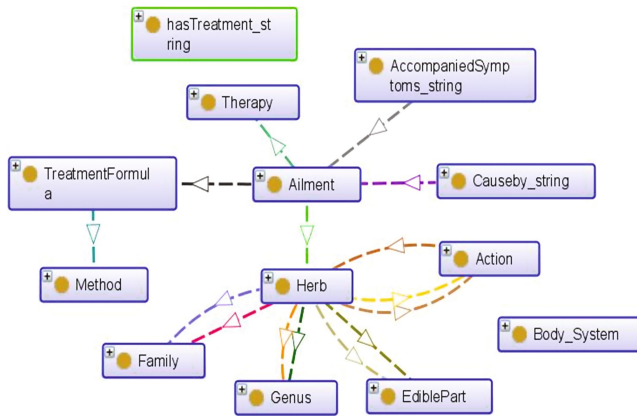 hasTreatment_st
ring
AccompaniedSymp
toms_string
Therapy
TreatmentFormul
a
Ailment
Causeby_string
Action
Method
Herb
Body_System
Family
Genus
EdiblePart